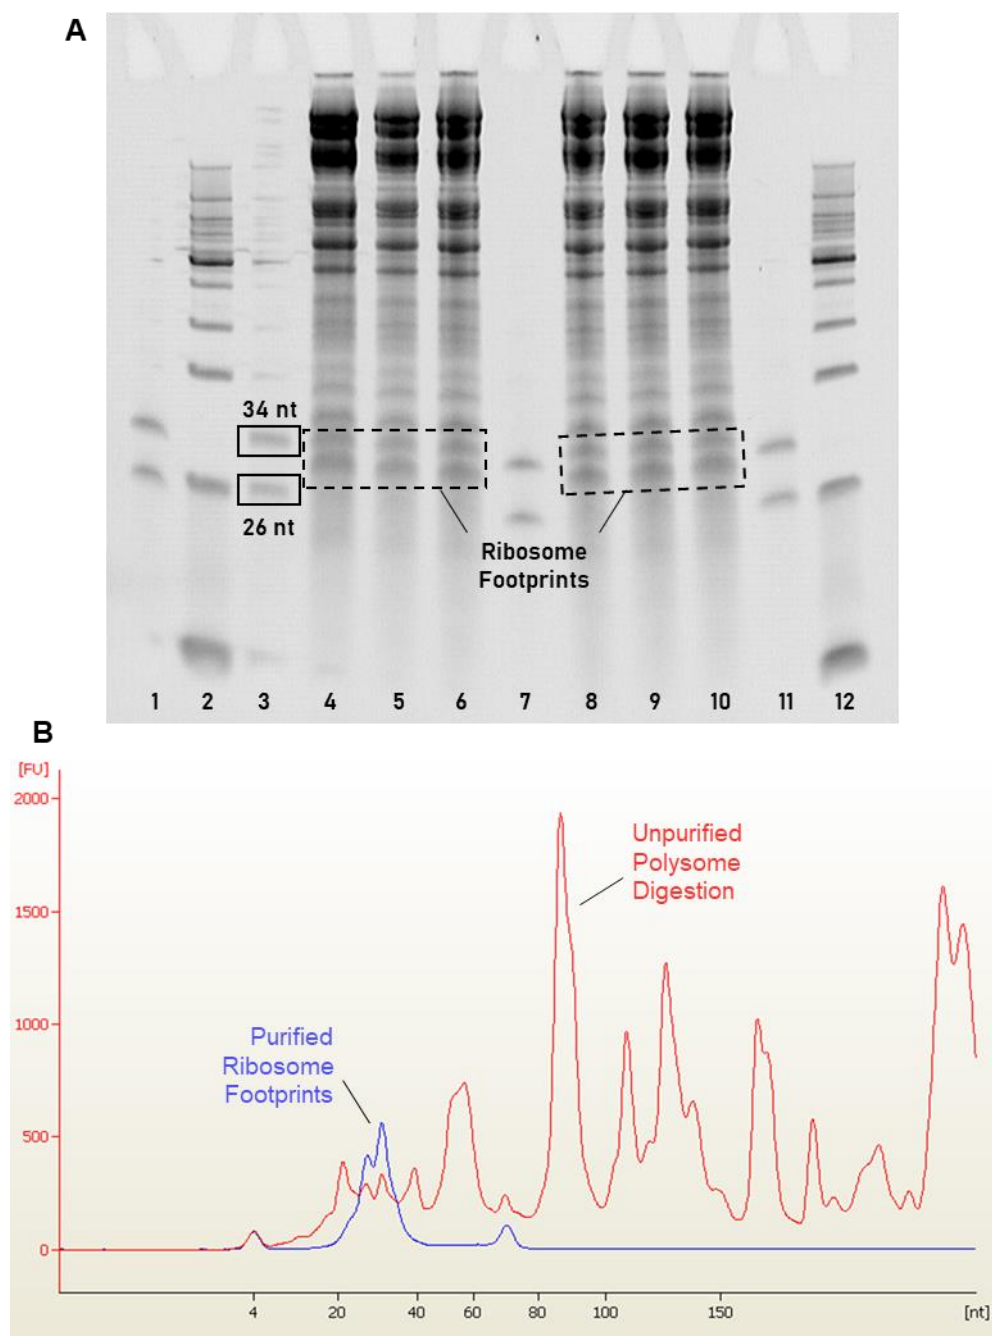 A
34 nt
26 nt
Ribosome
Footprints
1 2 3 4 5 6 7 8 9 10 11 12
B
[FU]
2000
1500
1000
500
0
Unpurified
Polysome
Digestion
Purified
Ribosome
Footprints
4 20 40 60 80 100 150 [nt]